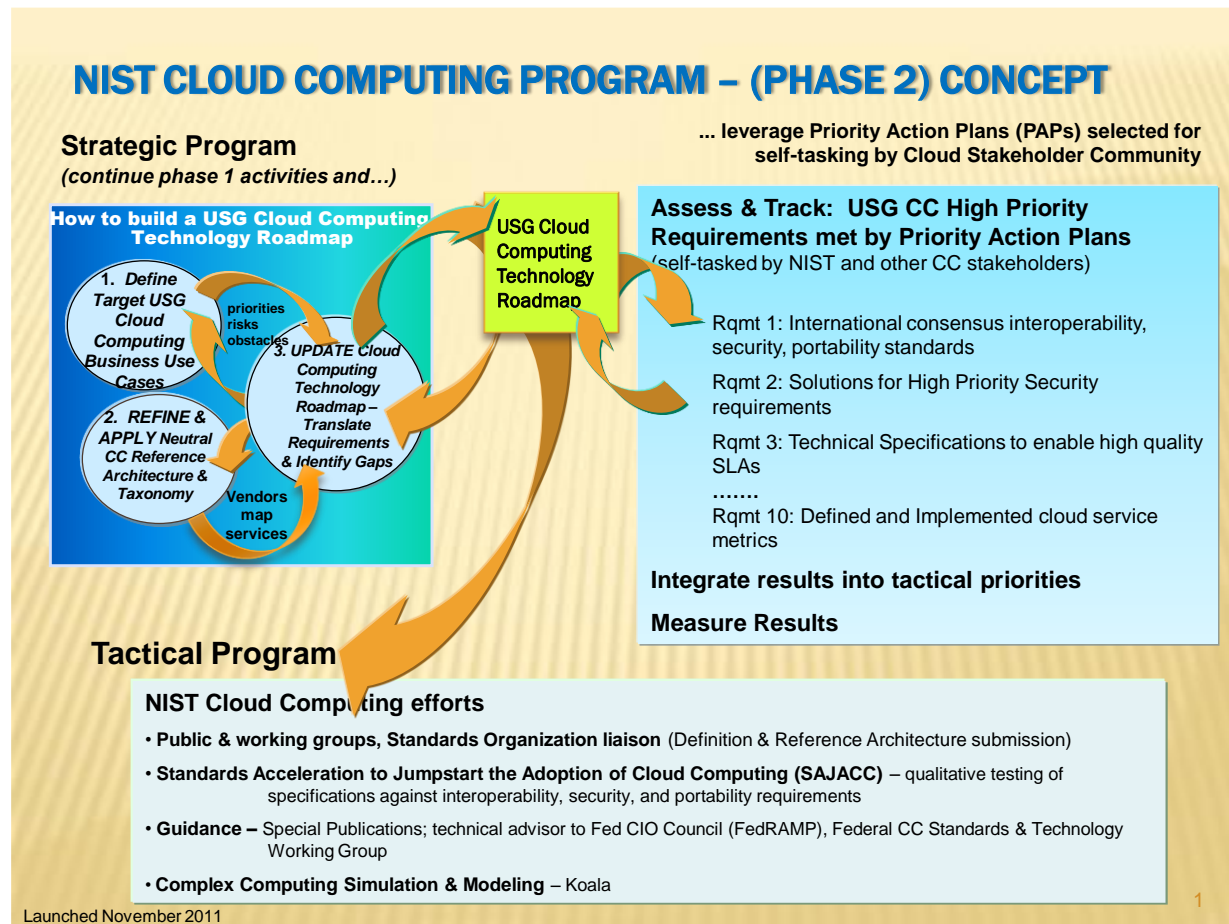 NIST CLOUD COMPUTING PROGRAM – (PHASE 2) CONCEPT
Strategic Program
(continue phase 1 activities and…)
... leverage Priority Action Plans (PAPs) selected for
self-tasking by Cloud Stakeholder Community
How to build a USG Cloud Computing
Technology Roadmap
1. Define
Target USG
Cloud
Computing
Business Use
Cases
priorities
risks
obstacles
3. UPDATE Cloud
Computing
Technology
Roadmap –
Translate
Requirements
& Identify Gaps
2. REFINE &
APPLY Neutral
CC Reference
Architecture &
Taxonomy
Vendors
map
services
USG Cloud
Computing
Technology
Roadmap
Assess & Track: USG CC High Priority
Requirements met by Priority Action Plans
(self-tasked by NIST and other CC stakeholders)
Rqmt 1: International consensus interoperability,
security, portability standards
Rqmt 2: Solutions for High Priority Security
requirements
Rqmt 3: Technical Specifications to enable high quality
SLAs
…….
Rqmt 10: Defined and Implemented cloud service
metrics
Integrate results into tactical priorities
Measure Results
Tactical Program
NIST Cloud Computing efforts
• Public & working groups, Standards Organization liaison (Definition & Reference Architecture submission)
• Standards Acceleration to Jumpstart the Adoption of Cloud Computing (SAJACC) – qualitative testing of
specifications against interoperability, security, and portability requirements
• Guidance – Special Publications; technical advisor to Fed CIO Council (FedRAMP), Federal CC Standards & Technology
Working Group
• Complex Computing Simulation & Modeling – Koala
1
Launched November 2011